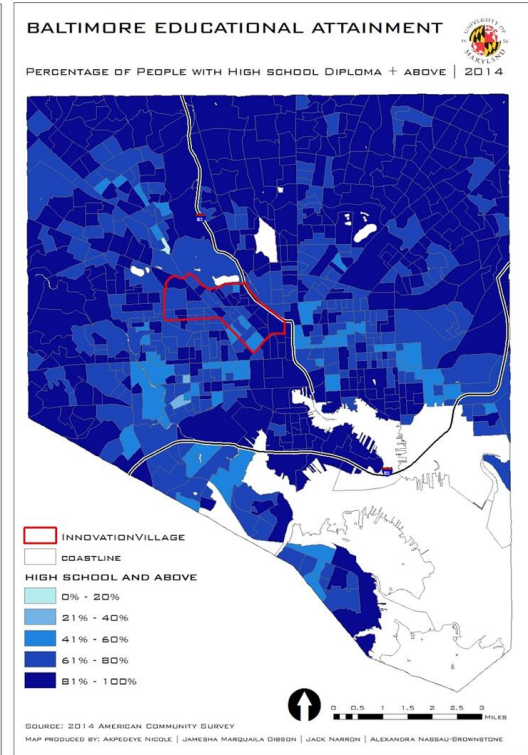 BALTIMORE EDUCATIONAL ATTAINMENT
UNIVERSITY OF
MARYLAND
PERCENTAGE OF PEOPLE WITH HIGH SCHOOL DIPLOMA + ABOVE | 2014
INNOVATIONVILLAGE
COASTLINE
HIGH SCHOOL AND ABOVE
0% - 20%
21% - 40%
41% - 60%
61% - 80%
81% - 100%
0 0.5 1 1.5 2 2.5 3
MILES
SOURCE: 2014 AMERICAN COMMUNITY SURVEY
MAP PRODUCED BY: AKPEDEYE NICOLE | JAMESHA MARQUAILA GIBSON | JACK NARRON | ALEXANDRA NASSAU-BROWNSTONE